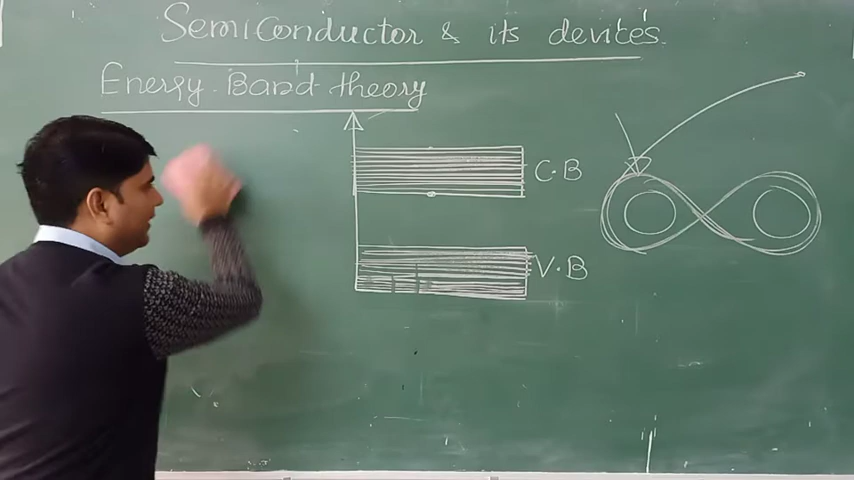 Semiconductor & its devices.
Energy Band theory
C.B
V.B